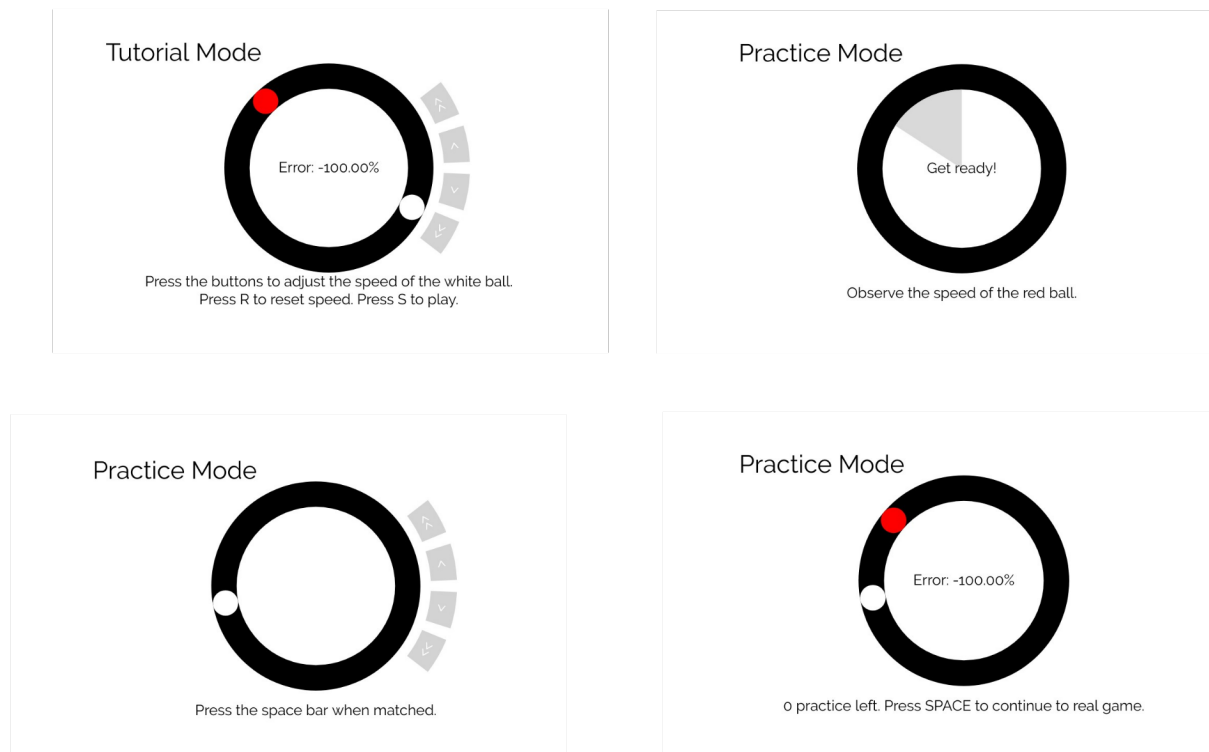 Tutorial Mode
Error: -100.00%
Press the buttons to adjust the speed of the white ball.
Press R to reset speed. Press S to play.
Practice Mode
Get ready!
Observe the speed of the red ball.
Practice Mode
Press the space bar when matched.
Practice Mode
Error: -100.00%
0 practice left. Press SPACE to continue to real game.